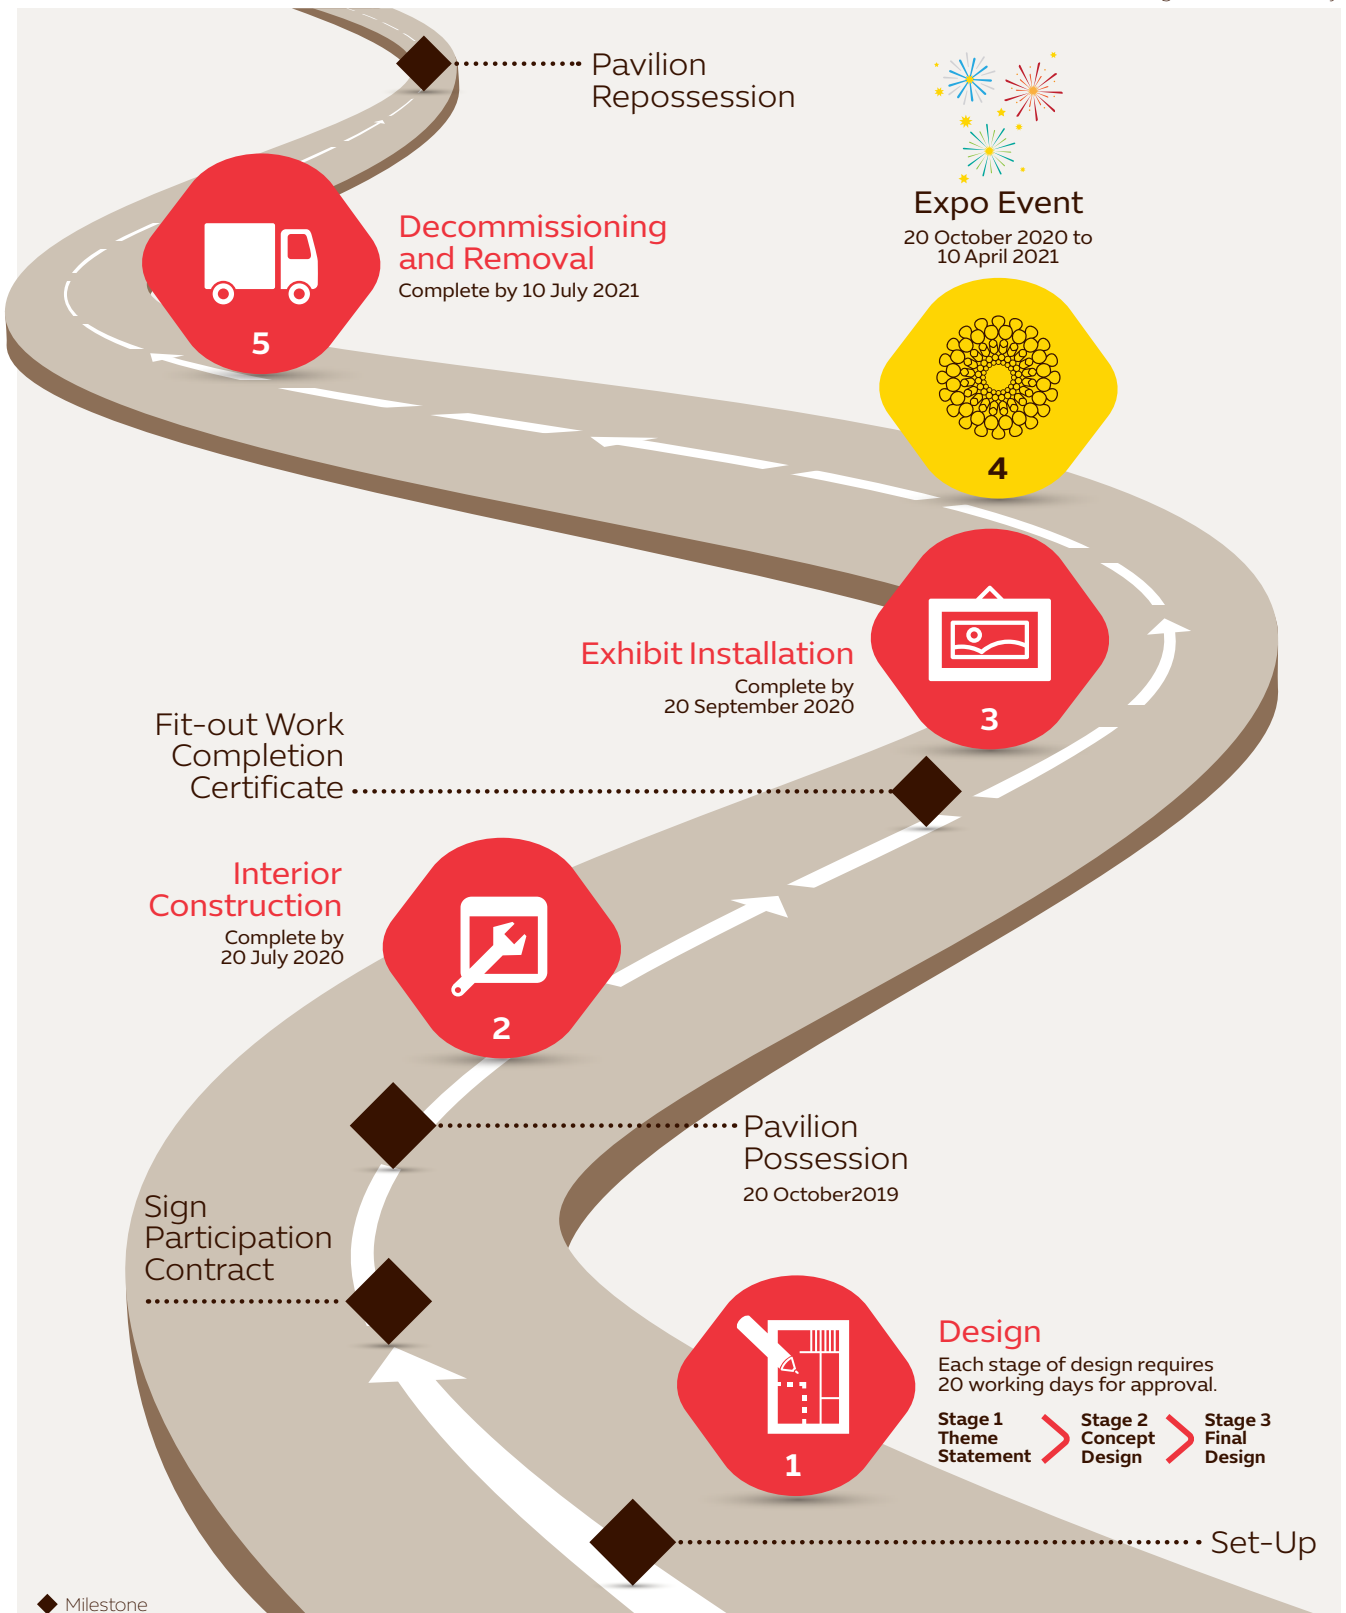 Pavilion
Repossession
Expo Event
20 October 2020 to
10 April 2021
Decommissioning
and Removal
Complete by 10 July 2021
5
4
Exhibit Installation
Complete by
20 September 2020
3
Fit-out Work
Completion
Certificate
Interior
Construction
Complete by
20 July 2020
2
Pavilion
Possession
20 October2019
Sign
Participation
Contract
Design
Each stage of design requires
20 working days for approval.
Stage 1
Theme
Statement
Stage 2
Concept
Design
Stage 3
Final
Design
1
Set-Up
Milestone